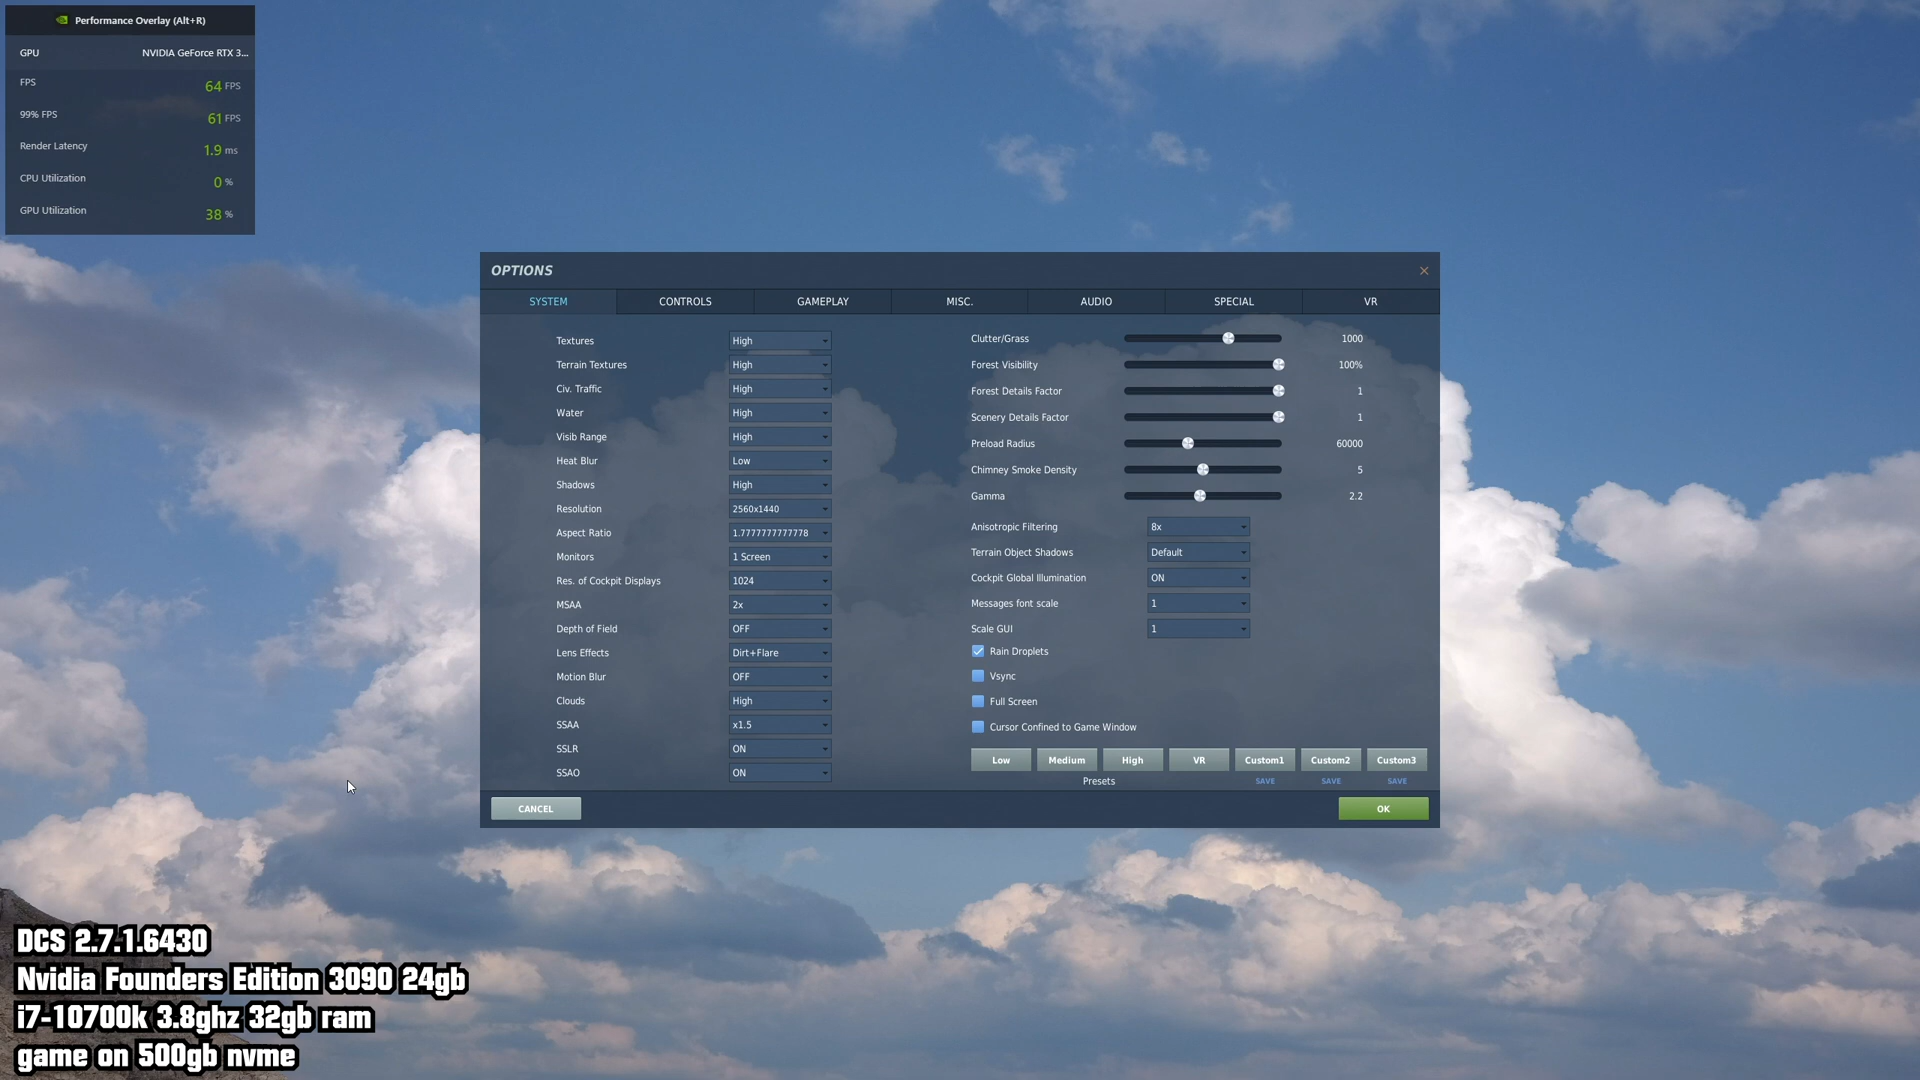 Performance Overlay (Alt+R)
GPU NVIDIA GeForce RTX 3...
FPS 64 FPS
99% FPS 61 FPS
Render Latency 1.9 ms
CPU Utilization 0 %
GPU Utilization 38 %
OPTIONS
SYSTEM CONTROLS GAMEPLAY MISC. AUDIO SPECIAL VR
Textures High
Terrain Textures High
Civ. Traffic High
Water High
Visib Range High
Heat Blur Low
Shadows High
Resolution 2560x1440
Aspect Ratio 1.7777777777778
Monitors 1 Screen
Res. of Cockpit Displays 1024
MSAA 2x
Depth of Field OFF
Lens Effects Dirt+Flare
Motion Blur OFF
Clouds High
SSAA x1.5
SSLR ON
SSAO ON
Clutter/Grass 1000
Forest Visibility 100%
Forest Details Factor 1
Scenery Details Factor 1
Preload Radius 60000
Chimney Smoke Density 5
Gamma 2.2
Anisotropic Filtering 8x
Terrain Object Shadows Default
Cockpit Global Illumination ON
Messages font scale 1
Scale GUI 1
Rain Droplets
Vsync
Full Screen
Cursor Confined to Game Window
Low Medium High VR Custom1 Custom2 Custom3
Presets SAVE SAVE SAVE
CANCEL OK
DCS 2.7.1.6430
Nvidia Founders Edition 3090 24gb
i7-10700k 3.8ghz 32gb ram
game on 500gb nvme